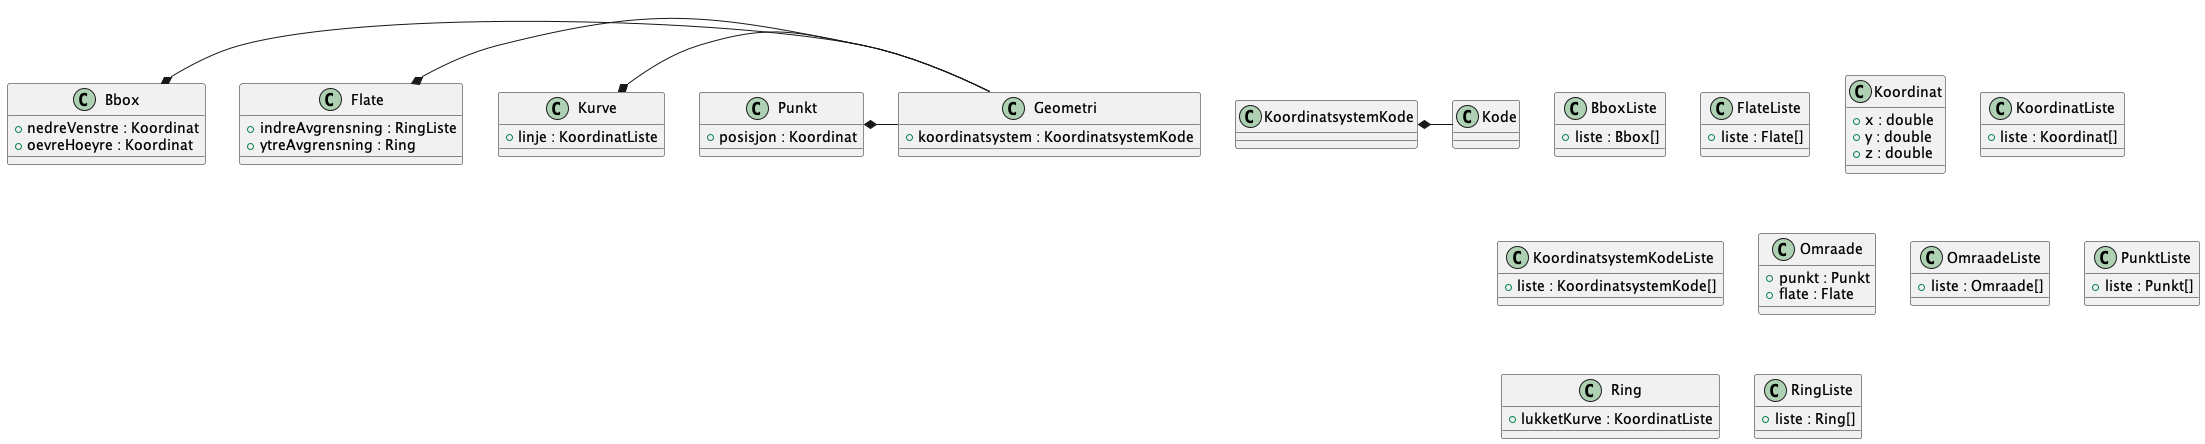 C Bbox
nedreVenstre : Koordinat
oevreHoeyre : Koordinat
C Flate
indreAvgrensning : RingListe
ytreAvgrensning : Ring
C Kurve
linje : KoordinatListe
C Punkt
posisjon : Koordinat
C Geometri
koordinatsystem : KoordinatsystemKode
C KoordinatsystemKode
C Kode
C BboxListe
liste : Bbox[]
C FlateListe
liste : Flate[]
C Koordinat
x : double
y : double
z : double
C KoordinatListe
liste : Koordinat[]
C KoordinatsystemKodeListe
liste : KoordinatsystemKode[]
C Omraade
punkt : Punkt
flate : Flate
C OmraadeListe
liste : Omraade[]
C PunktListe
liste : Punkt[]
C Ring
lukketKurve : KoordinatListe
C RingListe
liste : Ring[]